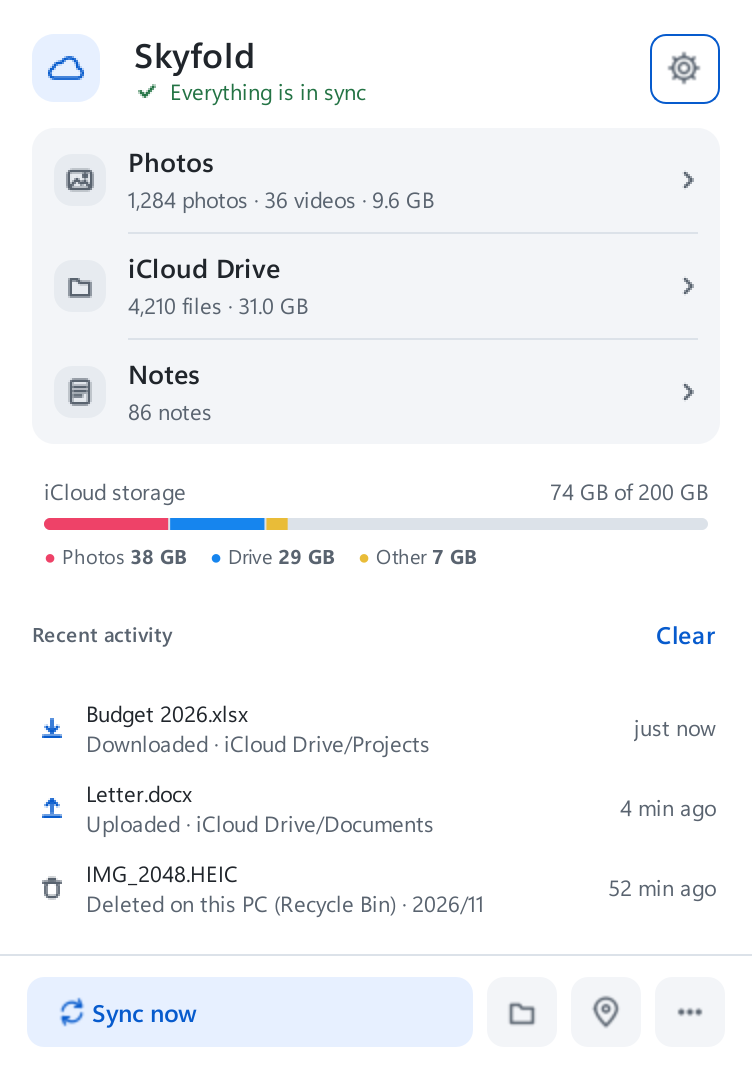 Skyfold
Everything is in sync
Photos
1,284 photos · 36 videos · 9.6 GB
iCloud Drive
4,210 files · 31.0 GB
Notes
86 notes
iCloud storage
74 GB of 200 GB
Photos 38 GB
Drive 29 GB
Other 7 GB
Recent activity
Clear
Budget 2026.xlsx
Downloaded · iCloud Drive/Projects
just now
Letter.docx
Uploaded · iCloud Drive/Documents
4 min ago
IMG_2048.HEIC
Deleted on this PC (Recycle Bin) · 2026/11
52 min ago
Sync now